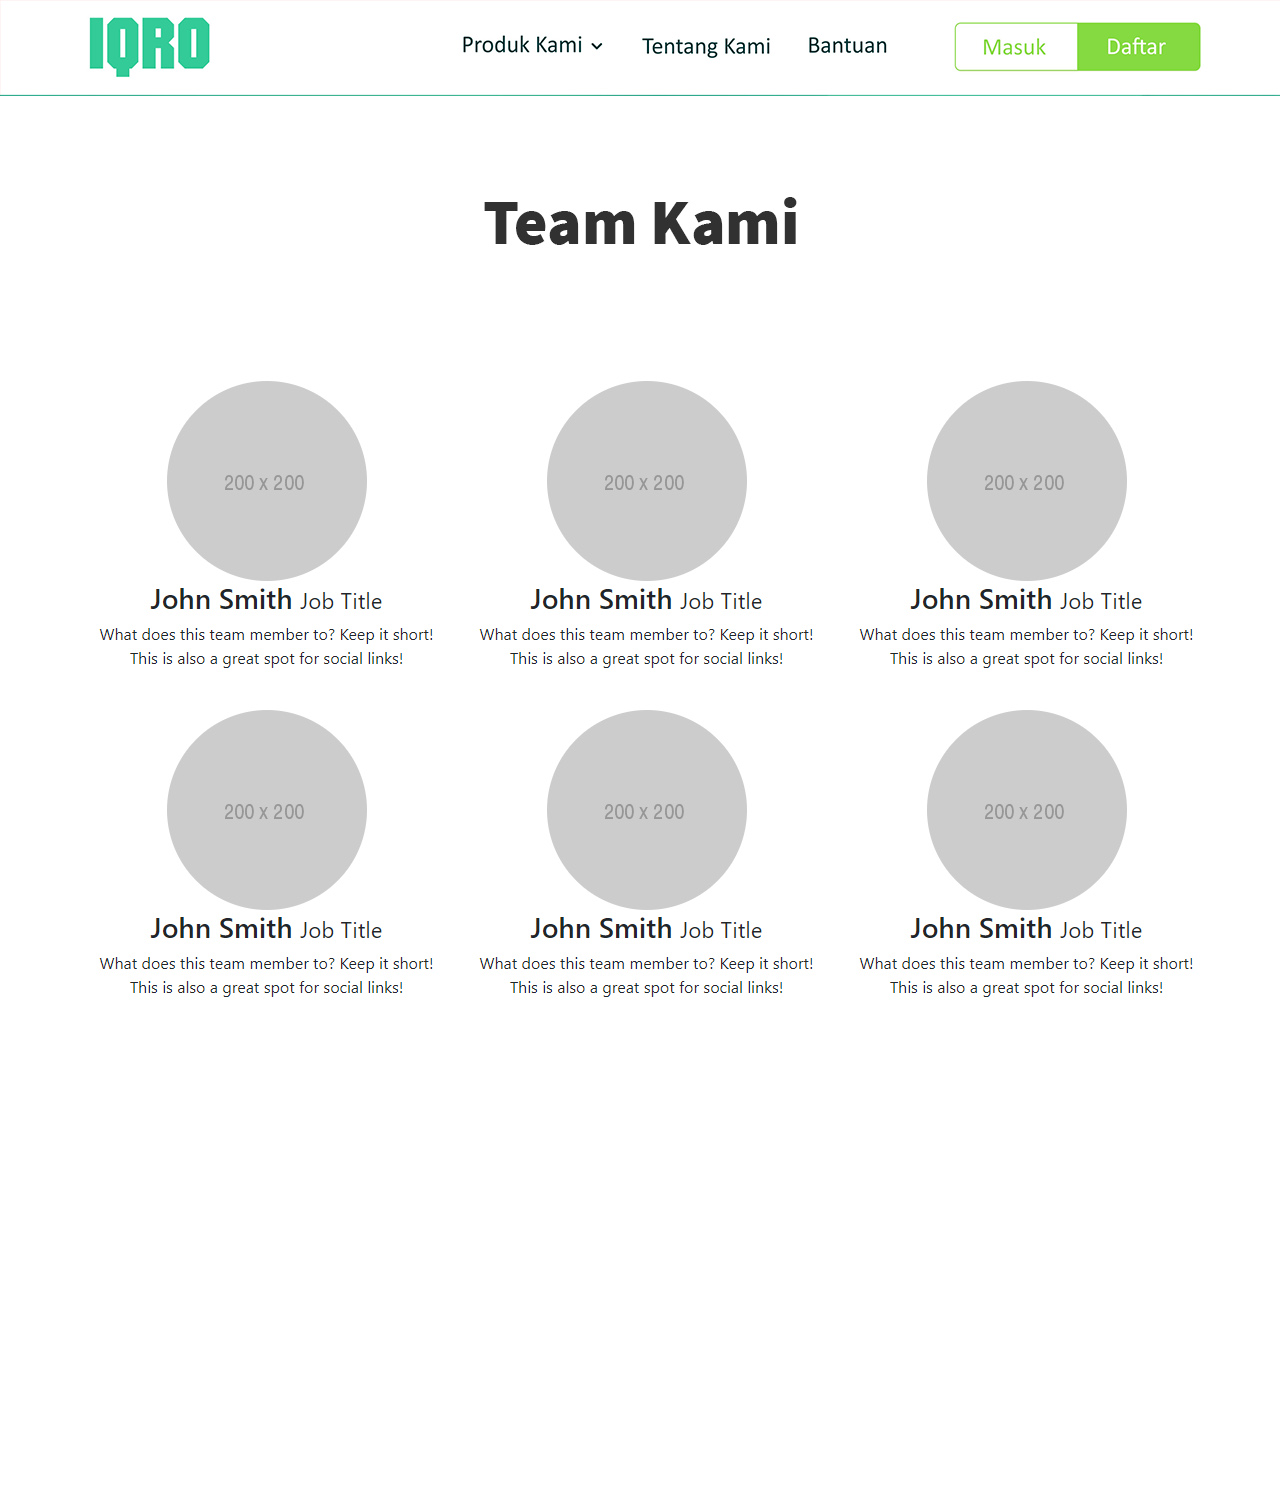 IQRO
Produk Kami
Tentang Kami
Bantuan
Masuk
Daftar
Team Kami
200 x 200
200 x 200
200 x 200
John Smith Job Title
What does this team member to? Keep it short!
This is also a great spot for social links!
John Smith Job Title
What does this team member to? Keep it short!
This is also a great spot for social links!
John Smith Job Title
What does this team member to? Keep it short!
This is also a great spot for social links!
200 x 200
200 x 200
200 x 200
John Smith Job Title
What does this team member to? Keep it short!
This is also a great spot for social links!
John Smith Job Title
What does this team member to? Keep it short!
This is also a great spot for social links!
John Smith Job Title
What does this team member to? Keep it short!
This is also a great spot for social links!